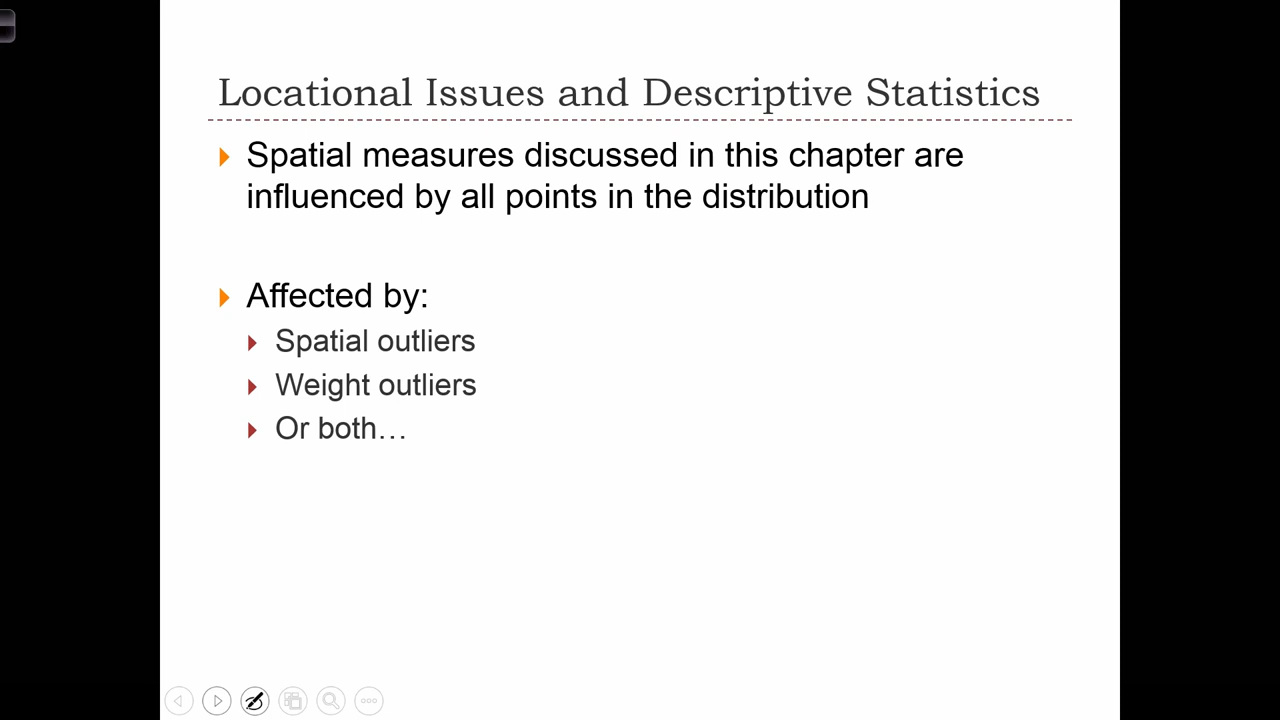 Locational Issues and Descriptive Statistics
Spatial measures discussed in this chapter are
influenced by all points in the distribution
Affected by:
Spatial outliers
Weight outliers
Or both…